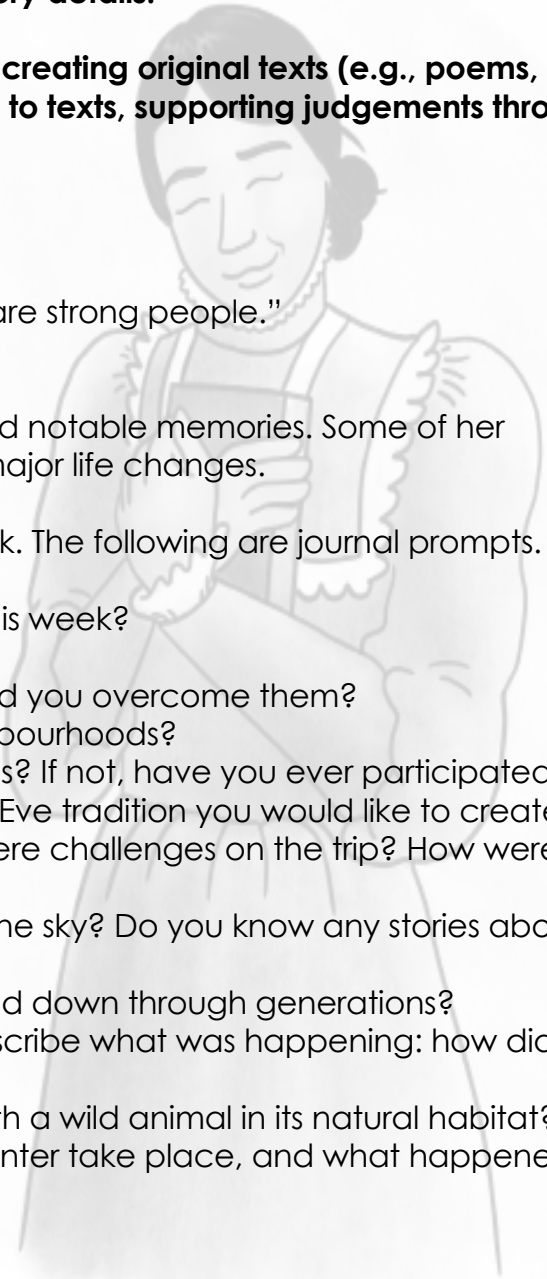 ry details.
creating original texts (e.g., poems,
to texts, supporting judgements thro
are strong people.”
d notable memories. Some of her
major life changes.
k. The following are journal prompts.
is week?
d you overcome them?
bourhoods?
s? If not, have you ever participated
Eve tradition you would like to create
ere challenges on the trip? How were
he sky? Do you know any stories abo
d down through generations?
scribe what was happening: how did
th a wild animal in its natural habitat?
nter take place, and what happene